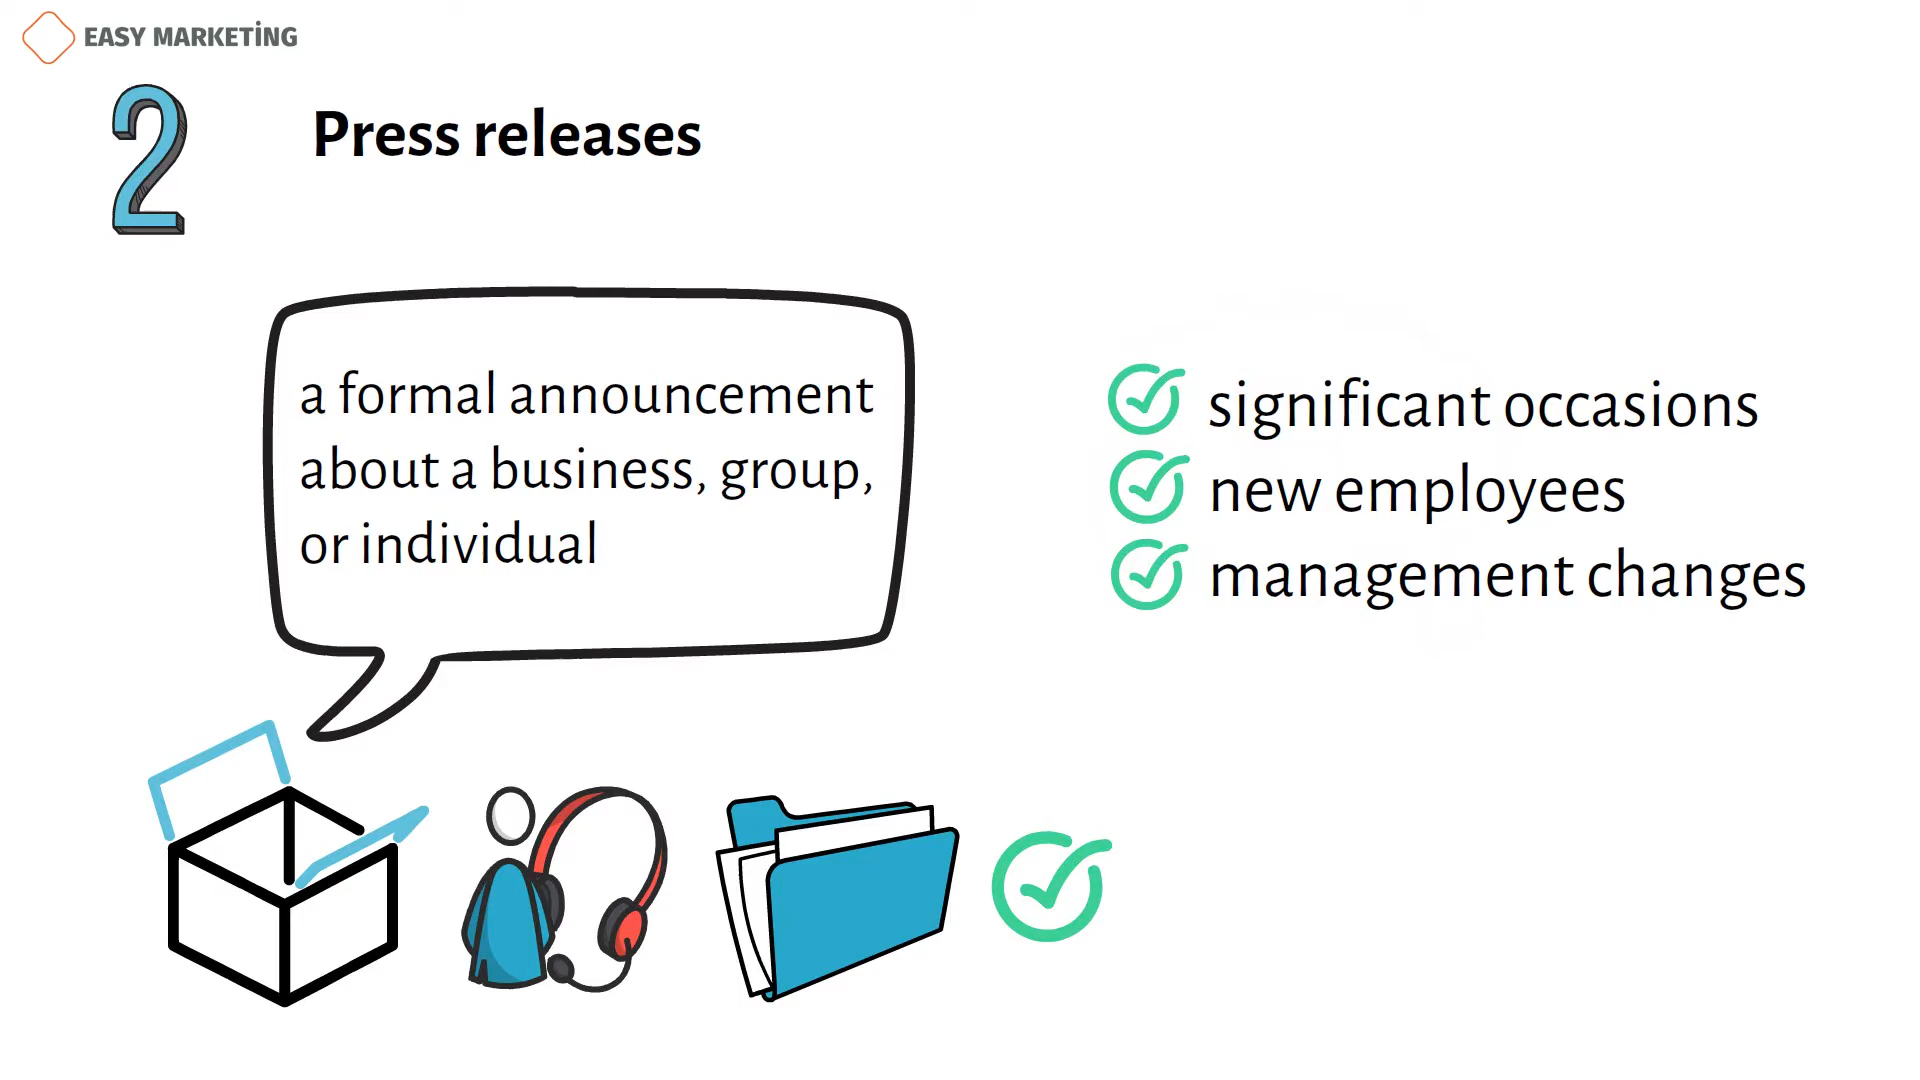 EASY MARKETİNG
2
Press releases
a formal announcement
about a business, group,
or individual
significant occasions
new employees
management changes